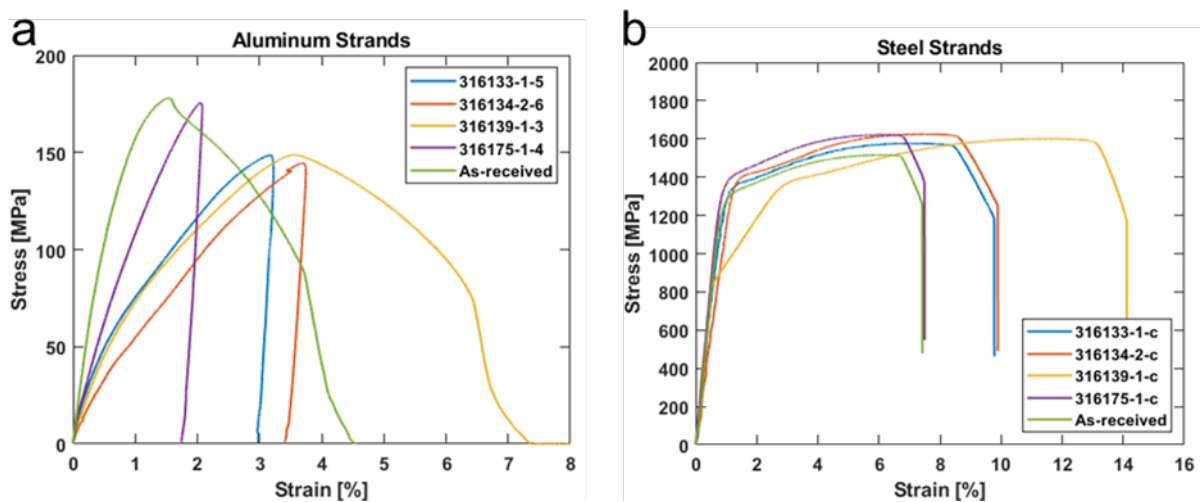 a
Aluminum Strands
200
150
100
50
0
Stress [MPa]
316133-1-5
316134-2-6
316139-1-3
316175-1-4
As-received
0 1 2 3 4 5 6 7 8
Strain [%]
b
Steel Strands
2000
1800
1600
1400
1200
1000
800
600
400
200
0
Stress [MPa]
316133-1-c
316134-2-c
316139-1-c
316175-1-c
As-received
0 2 4 6 8 10 12 14 16
Strain [%]